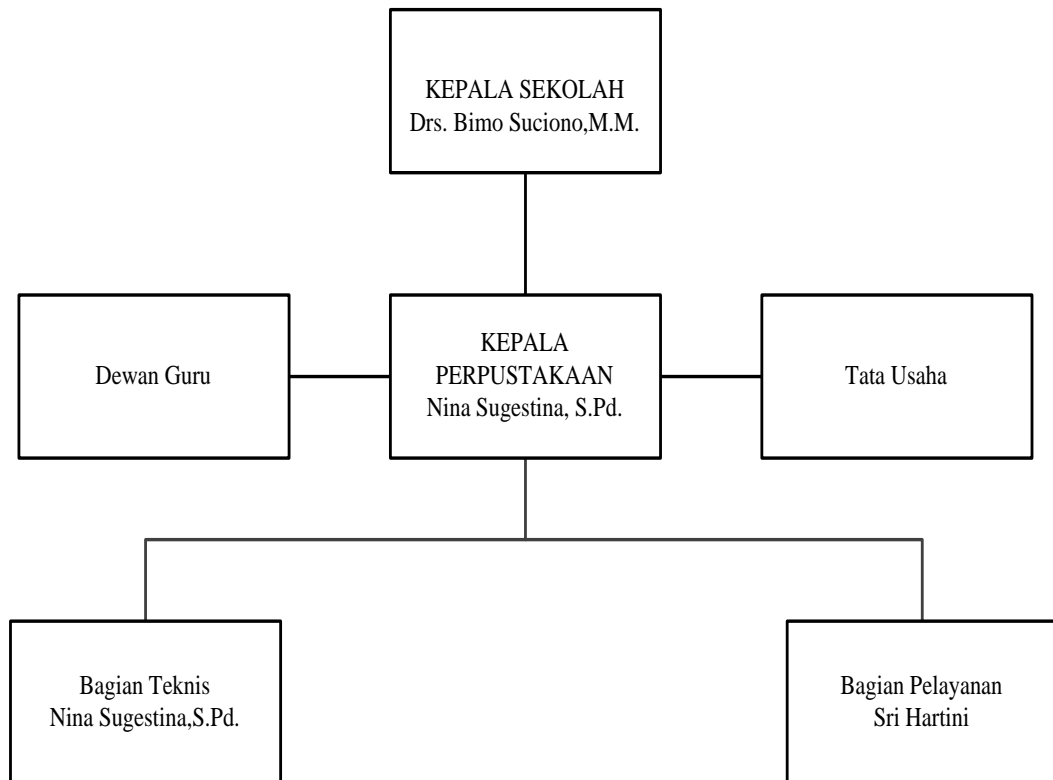 KEPALA SEKOLAH
Drs. Bimo Suciono,M.M.
Dewan Guru
KEPALA
PERPUSTAKAAN
Nina Sugestina, S.Pd.
Tata Usaha
Bagian Teknis
Nina Sugestina,S.Pd.
Bagian Pelayanan
Sri Hartini